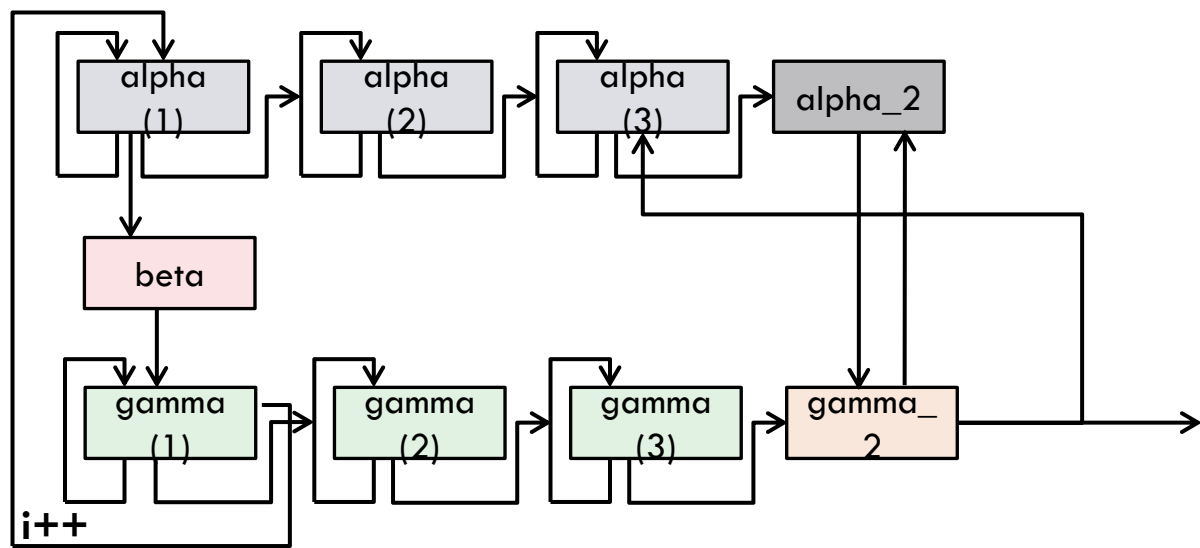 alpha
(1)
alpha
(2)
alpha
(3)
alpha_2
beta
gamma
(1)
gamma
(2)
gamma
(3)
gamma_
2
i++